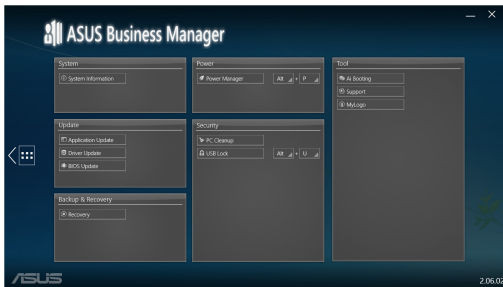 ASUS Business Manager
System
System Information
Power
Power Manager Alt + P
Tool
Ai Booting
Support
MyLogo
Update
Application Update
Driver Update
BIOS Update
Security
PC Cleanup
USB Lock Alt + U
Backup & Recovery
Recovery
ASUS
2.06.02